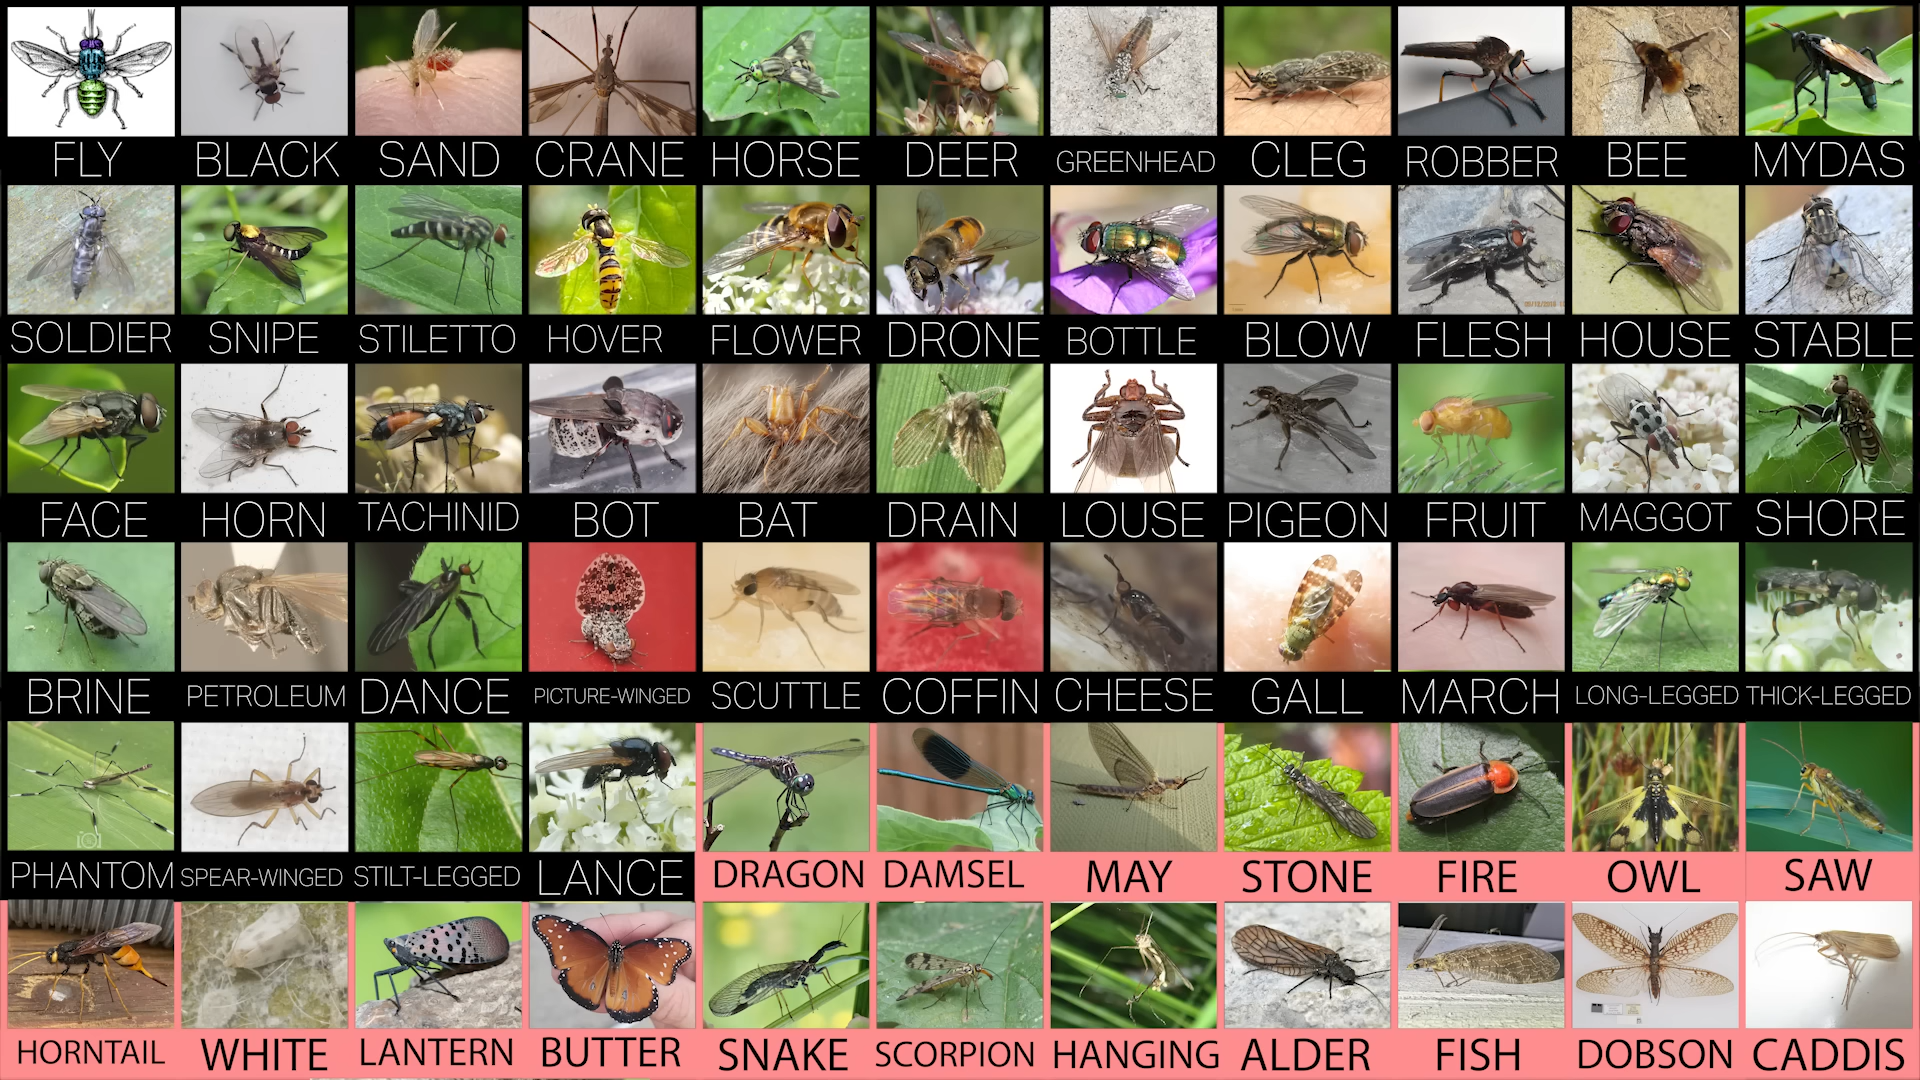 FLY BLACK SAND CRANE HORSE DEER GREENHEAD CLEG ROBBER BEE MYDAS
SOLDIER SNIPE STILETTO HOVER FLOWER DRONE BOTTLE BLOW FLESH HOUSE STABLE
FACE HORN TACHINID BOT BAT DRAIN LOUSE PIGEON FRUIT MAGGOT SHORE
BRINE PETROLEUM DANCE PICTURE-WINGED SCUTTLE COFFIN CHEESE GALL MARCH LONG-LEGGED THICK-LEGGED
PHANTOM SPEAR-WINGED STILT-LEGGED LANCE DRAGON DAMSEL MAY STONE FIRE OWL SAW
HORNTAIL WHITE LANTERN BUTTER SNAKE SCORPION HANGING ALDER FISH DOBSON CADDIS